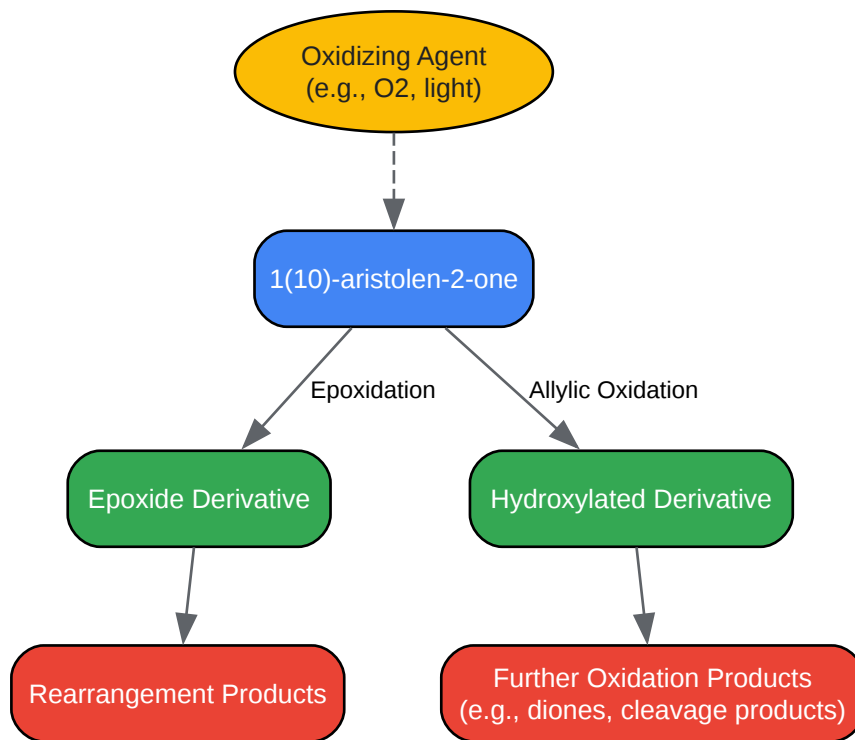 Oxidizing Agent
(e.g., O2, light)
1(10)-aristolen-2-one
Epoxidation
Allylic Oxidation
Epoxide Derivative
Hydroxylated Derivative
Rearrangement Products
Further Oxidation Products
(e.g., diones, cleavage products)